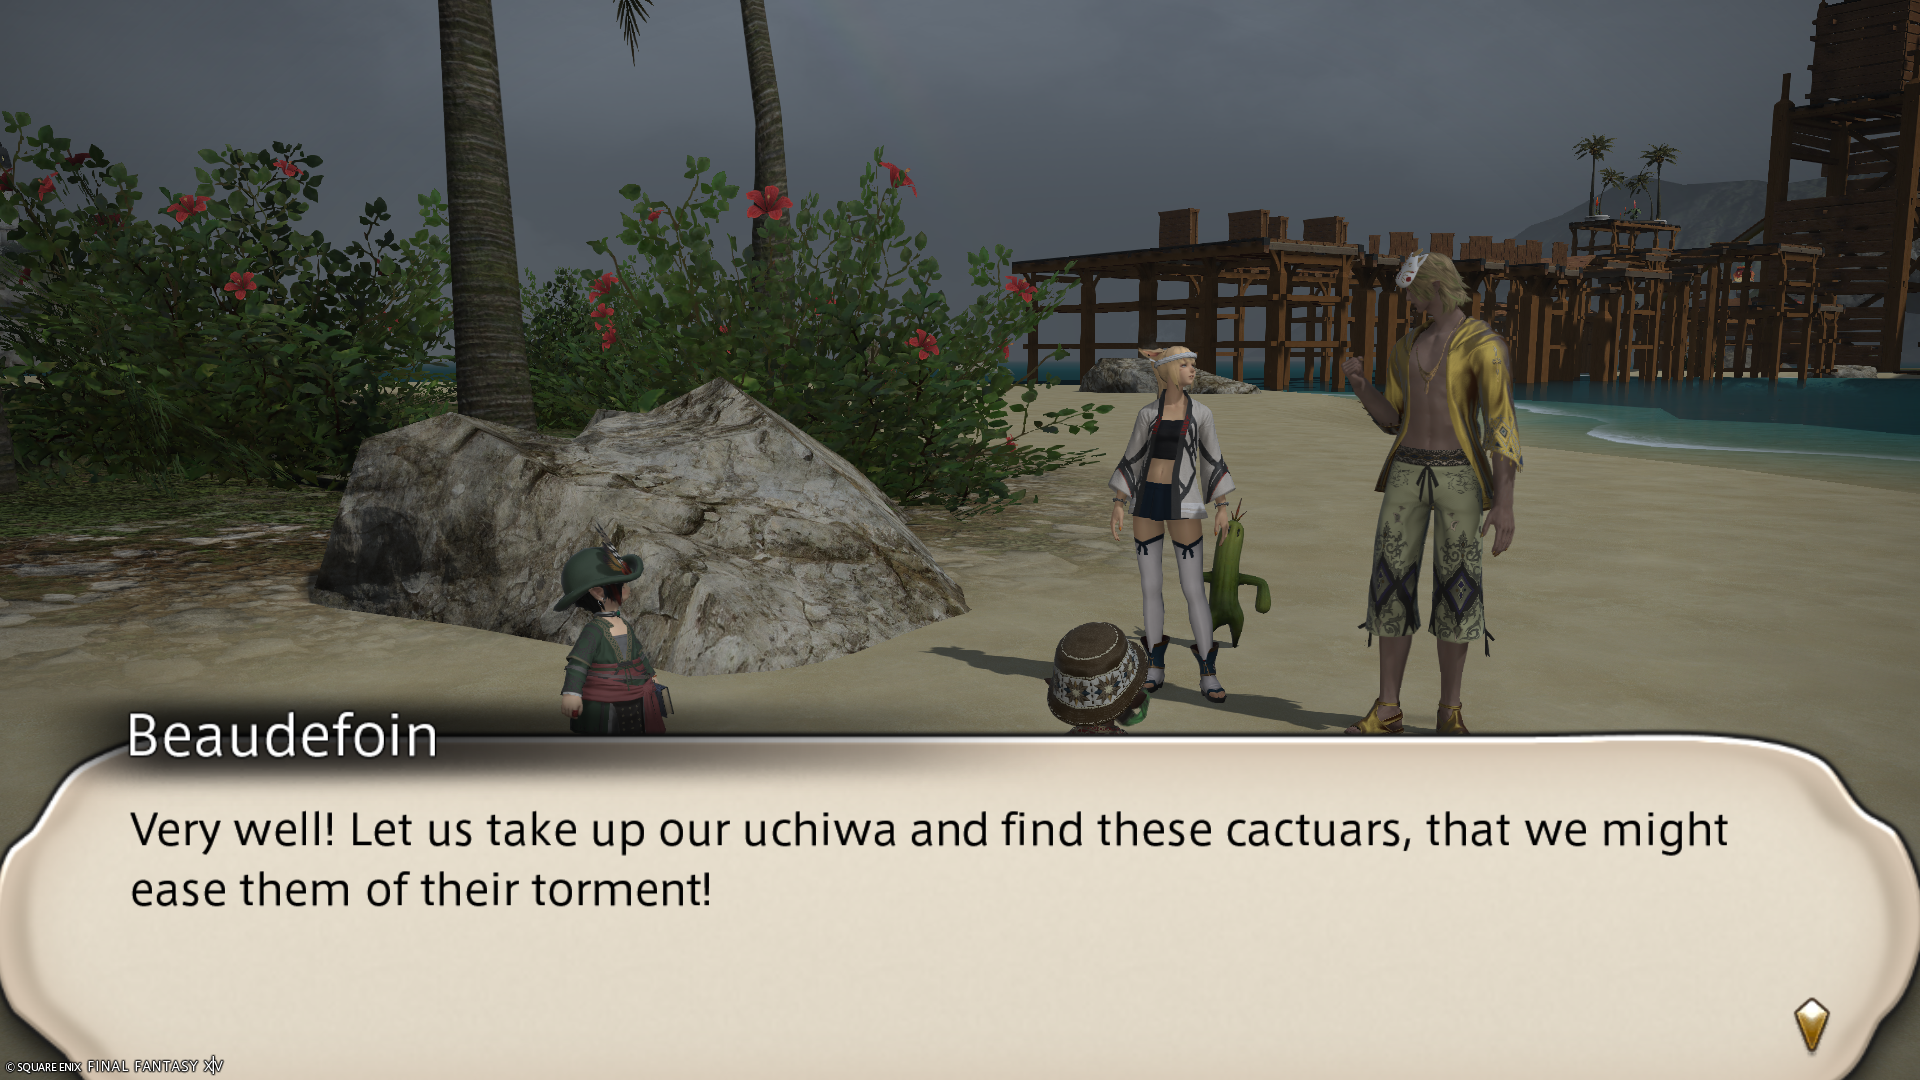 Beaudefoin
Very well! Let us take up our uchiwa and find these cactuars, that we might
ease them of their torment!
© SQUARE ENIX FINAL FANTASY XIV